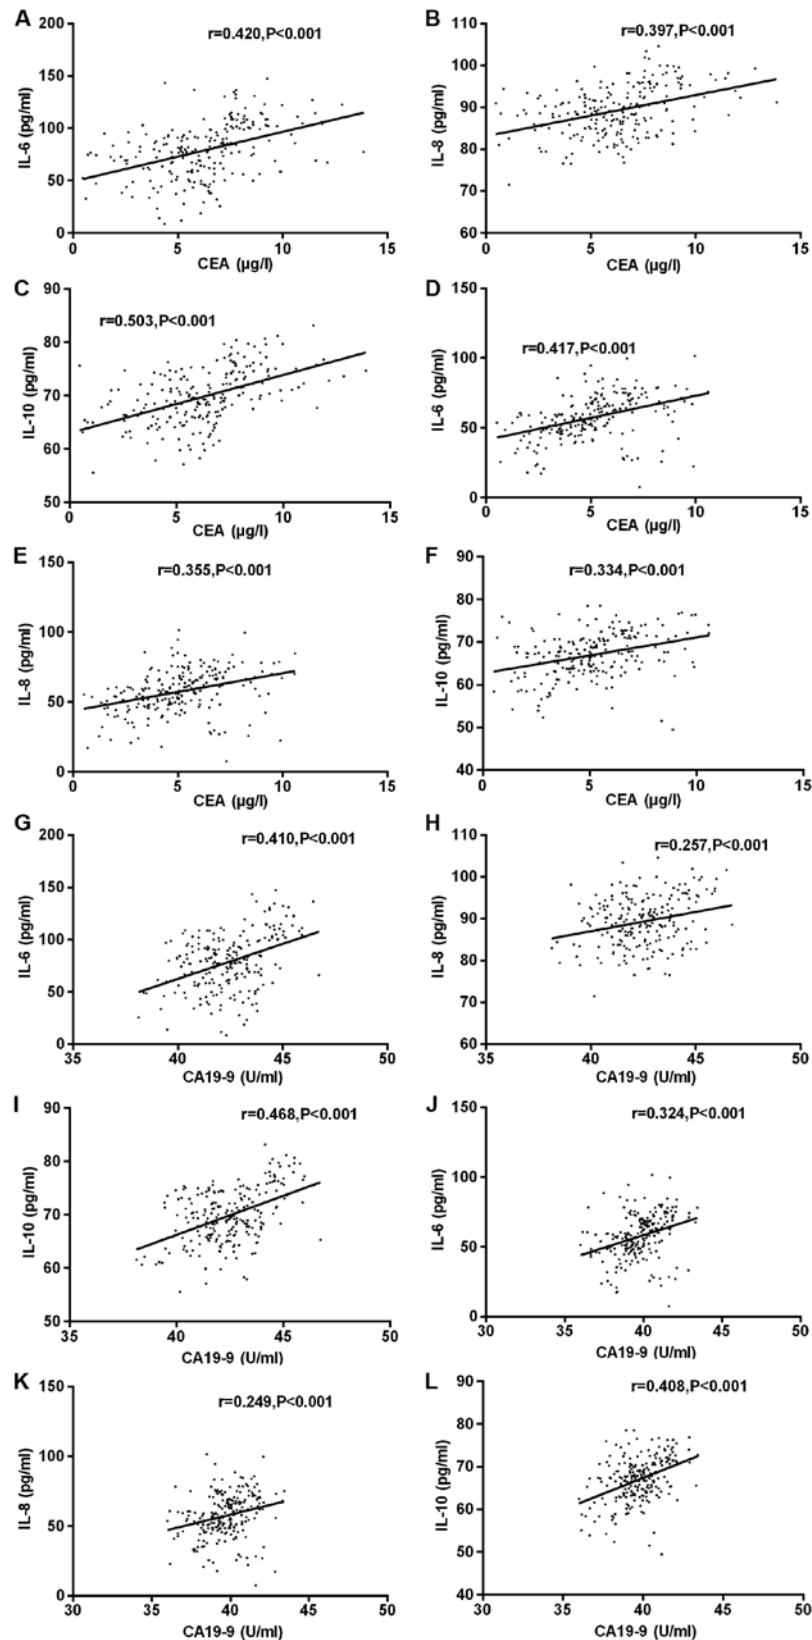 A
r=0.420,P<0.001
IL-6 (pg/ml)
200
150
100
50
0
0 5 10 15
CEA (µg/l)
B
r=0.397,P<0.001
IL-8 (pg/ml)
110
100
90
80
70
60
0 5 10 15
CEA (µg/l)
C
r=0.503,P<0.001
IL-10 (pg/ml)
90
80
70
60
50
0 5 10 15
CEA (µg/l)
D
r=0.417,P<0.001
IL-6 (pg/ml)
150
100
50
0
0 5 10 15
CEA (µg/l)
E
r=0.355,P<0.001
IL-8 (pg/ml)
150
100
50
0
0 5 10 15
CEA (µg/l)
F
r=0.334,P<0.001
IL-10 (pg/ml)
90
80
70
60
50
40
0 5 10 15
CEA (µg/l)
G
r=0.410,P<0.001
IL-6 (pg/ml)
200
150
100
50
0
35 40 45 50
CA19-9 (U/ml)
H
r=0.257,P<0.001
IL-8 (pg/ml)
110
100
90
80
70
60
35 40 45 50
CA19-9 (U/ml)
I
r=0.468,P<0.001
IL-10 (pg/ml)
90
80
70
60
50
35 40 45 50
CA19-9 (U/ml)
J
r=0.324,P<0.001
IL-6 (pg/ml)
150
100
50
0
30 35 40 45 50
CA19-9 (U/ml)
K
r=0.249,P<0.001
IL-8 (pg/ml)
150
100
50
0
30 35 40 45 50
CA19-9 (U/ml)
L
r=0.408,P<0.001
IL-10 (pg/ml)
90
80
70
60
50
40
30 35 40 45 50
CA19-9 (U/ml)